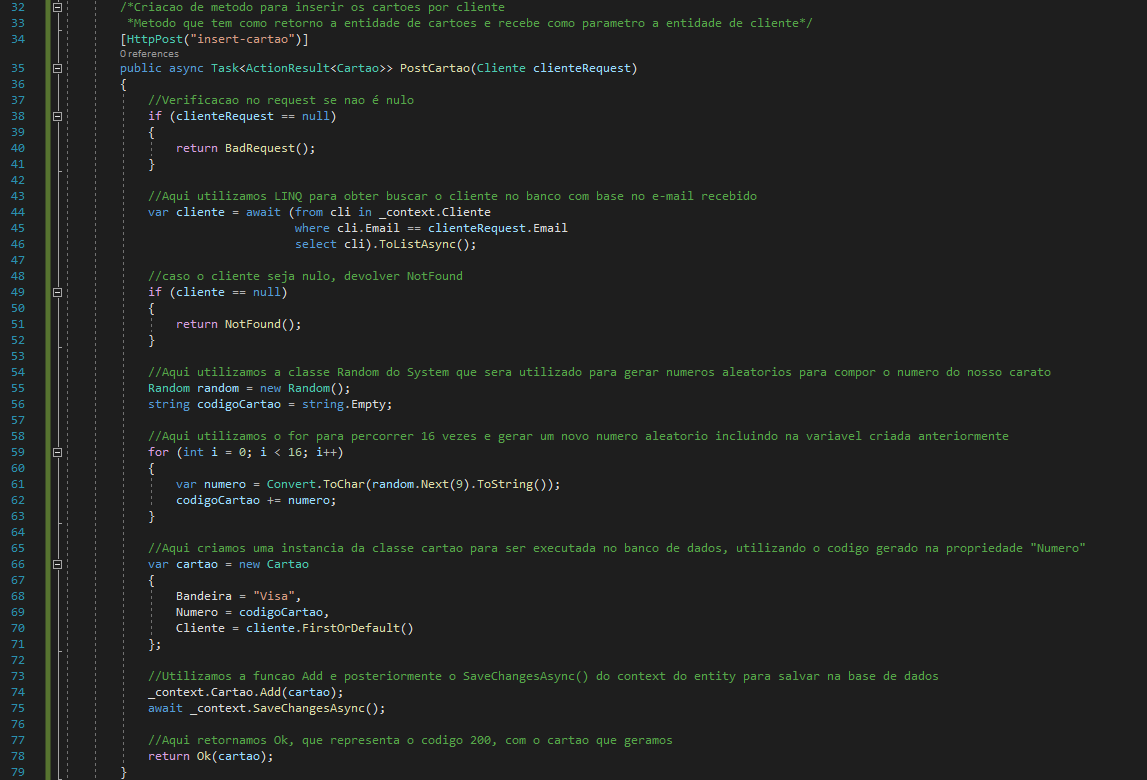 32 /*Criacao de metodo para inserir os cartoes por cliente
33 *Metodo que tem como retorno a entidade de cartoes e recebe como parametro a entidade de cliente*/
34 [HttpPost("insert-cartao")]
0 references
35 public async Task<ActionResult<Cartao>> PostCartao(Cliente clienteRequest)
36 {
37 //Verificacao no request se nao é nulo
38 if (clienteRequest == null)
39 {
40 return BadRequest();
41 }
42
43 //Aqui utilizamos LINQ para obter buscar o cliente no banco com base no e-mail recebido
44 var cliente = await (from cli in _context.Cliente
45 where cli.Email == clienteRequest.Email
46 select cli).ToListAsync();
47
48 //caso o cliente seja nulo, devolver NotFound
49 if (cliente == null)
50 {
51 return NotFound();
52 }
53
54 //Aqui utilizamos a classe Random do System que sera utilizado para gerar numeros aleatorios para compor o numero do nosso carato
55 Random random = new Random();
56 string codigoCartao = string.Empty;
57
58 //Aqui utilizamos o for para percorrer 16 vezes e gerar um novo numero aleatorio incluindo na variavel criada anteriormente
59 for (int i = 0; i < 16; i++)
60 {
61 var numero = Convert.ToChar(random.Next(9).ToString());
62 codigoCartao += numero;
63 }
64
65 //Aqui criamos uma instancia da classe cartao para ser executada no banco de dados, utilizando o codigo gerado na propriedade "Numero"
66 var cartao = new Cartao
67 {
68 Bandeira = "Visa",
69 Numero = codigoCartao,
70 Cliente = cliente.FirstOrDefault()
71 };
72
73 //Utilizamos a funcao Add e posteriormente o SaveChangesAsync() do context do entity para salvar na base de dados
74 _context.Cartao.Add(cartao);
75 await _context.SaveChangesAsync();
76
77 //Aqui retornamos Ok, que representa o codigo 200, com o cartao que geramos
78 return Ok(cartao);
79 }